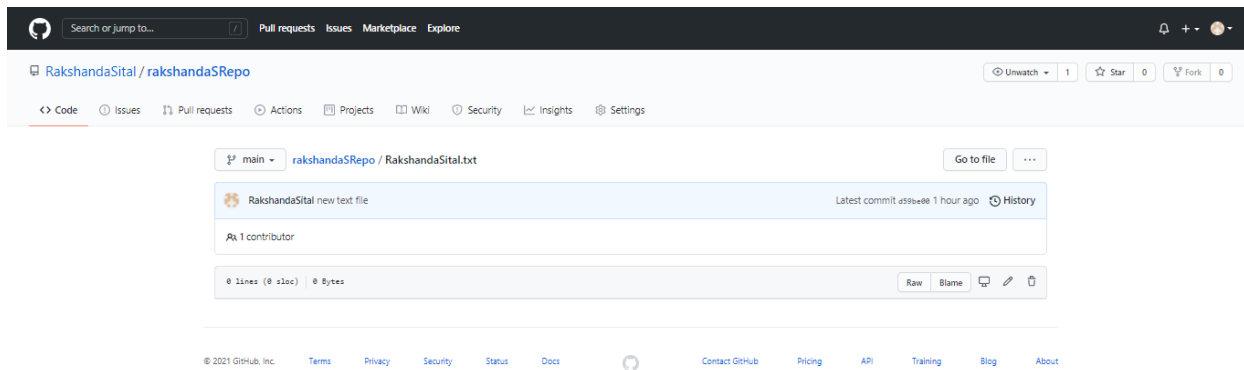 Search or jump to... / Pull requests Issues Marketplace Explore
RakshandaSital / rakshandaSRepo Unwatch 1 Star 0 Fork 0
Code Issues Pull requests Actions Projects Wiki Security Insights Settings
main rakshandaSRepo / RakshandaSital.txt Go to file ...
RakshandaSital new text file Latest commit d59be00 1 hour ago History
1 contributor
0 lines (0 sloc) 0 Bytes Raw Blame
© 2021 GitHub, Inc. Terms Privacy Security Status Docs Contact GitHub Pricing API Training Blog About